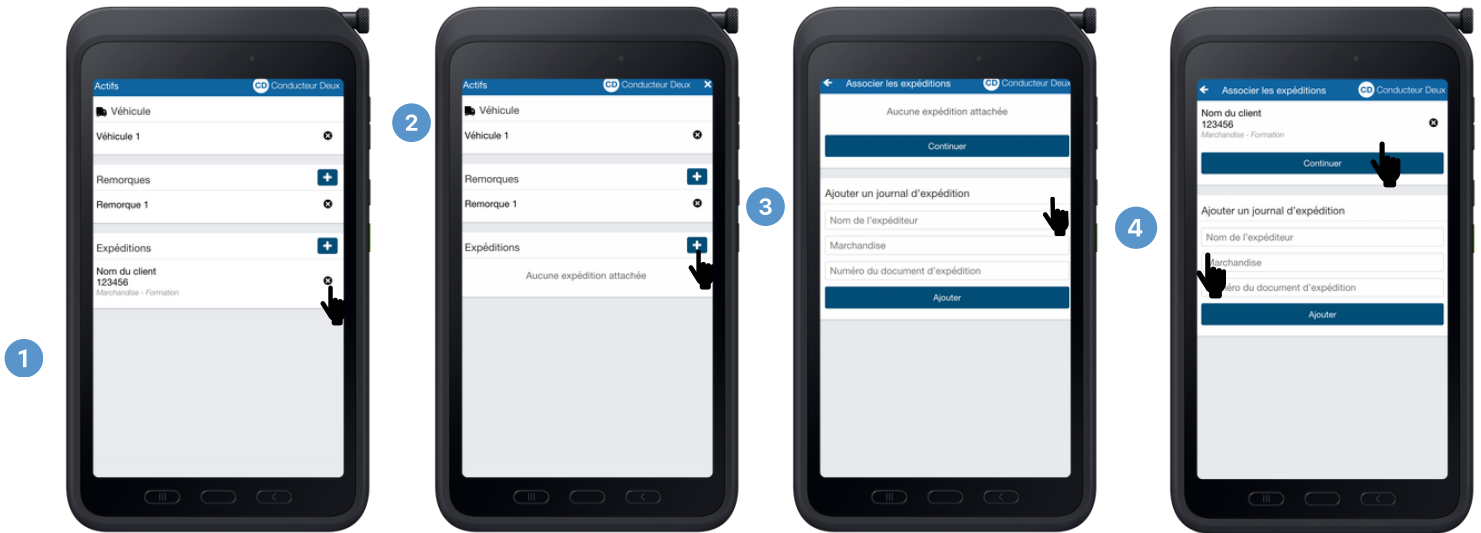 1
Actifs
CD Conducteur Deux
Véhicule
Véhicule 1
Remorques
+
Remorque 1
Expéditions
+
Nom du client
123456
Marchandise - Formation
2
Actifs
CD Conducteur Deux
Véhicule
Véhicule 1
Remorques
+
Remorque 1
Expéditions
+
Aucune expédition attachée
3
Associer les expéditions
CD Conducteur Deux
Aucune expédition attachée
Continuer
Ajouter un journal d'expédition
Nom de l'expéditeur
Marchandise
Numéro du document d'expédition
Ajouter
4
Associer les expéditions
CD Conducteur Deux
Nom du client
123456
Marchandise - Formation
Continuer
Ajouter un journal d'expédition
Nom de l'expéditeur
Marchandise
du document d'expédition
Ajouter